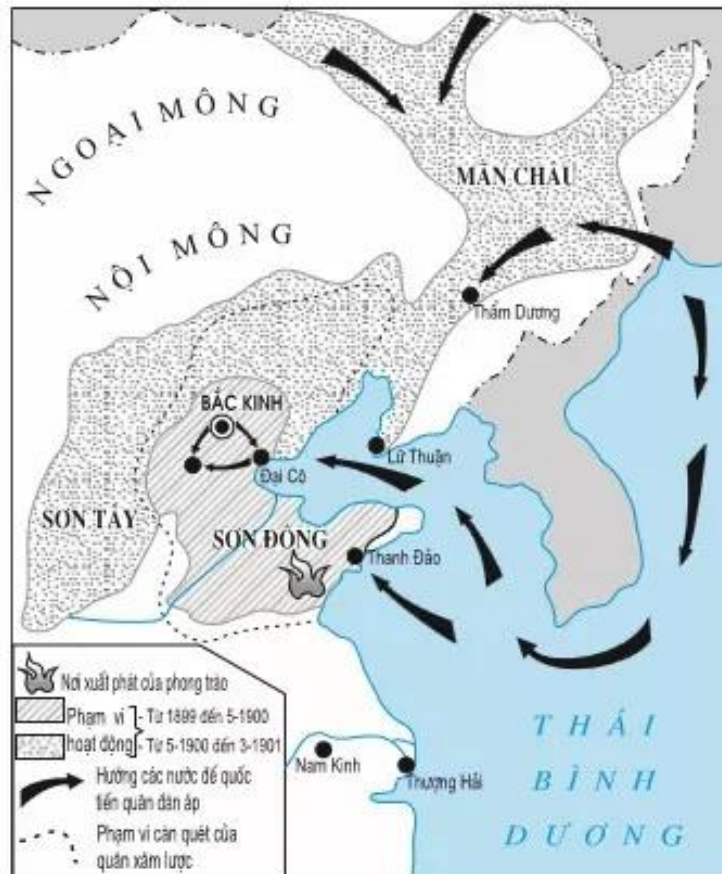 NGOẠI MÔNG
NỘI MÔNG
MÃN CHÂU
Thẩm Dương
BẮC KINH
Lữ Thuận
Đại Cô
SƠN TÂY
SƠN ĐÔNG
Thanh Đảo
Nơi xuất phát của phong trào
Phạm vi - Từ 1899 đến 5-1900
hoạt động - Từ 5-1900 đến 3-1901
Hướng các nước đế quốc
tiến quân đàn áp
Phạm vi càn quét của
quân xâm lược
Nam Kinh
Thượng Hải
THÁI
BÌNH
DƯƠNG